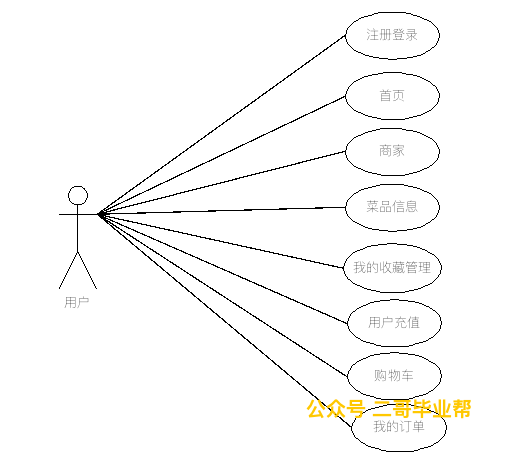 注册登录
首页
商家
菜品信息
我的收藏管理
用户
用户充值
购物车
公众号 二哥毕业帮
我的订单